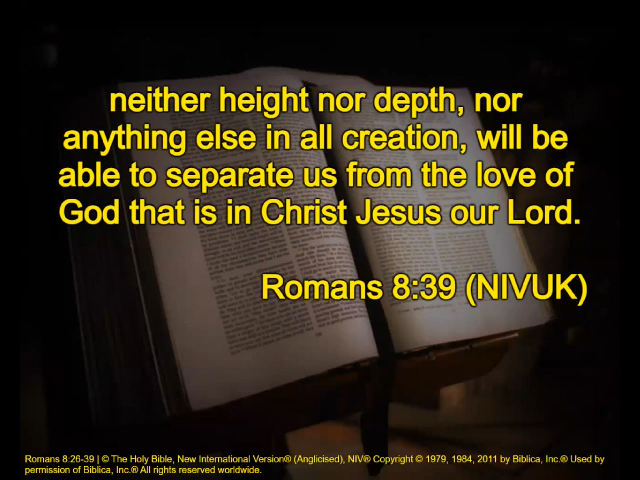 neither height nor depth, nor
anything else in all creation, will be
able to separate us from the love of
God that is in Christ Jesus our Lord.
Romans 8:39 (NIVUK)
Romans 8:26-39 | © The Holy Bible, New International Version® (Anglicised), NIV® Copyright © 1979, 1984, 2011 by Biblica, Inc.® Used by
permission of Biblica, Inc.® All rights reserved worldwide.